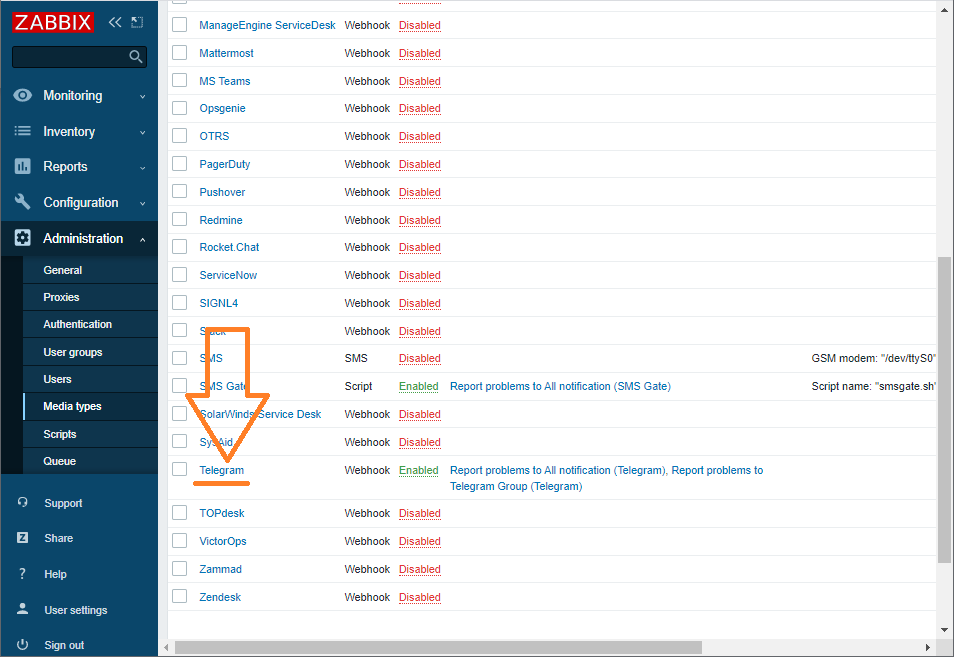 ZABBIX
Monitoring
Inventory
Reports
Configuration
Administration
General
Proxies
Authentication
User groups
Users
Media types
Scripts
Queue
Support
Z Share
? Help
User settings
Sign out
ManageEngine ServiceDesk Webhook Disabled
Mattermost Webhook Disabled
MS Teams Webhook Disabled
Opsgenie Webhook Disabled
OTRS Webhook Disabled
PagerDuty Webhook Disabled
Pushover Webhook Disabled
Redmine Webhook Disabled
Rocket.Chat Webhook Disabled
ServiceNow Webhook Disabled
SIGNL4 Webhook Disabled
Slack Webhook Disabled
SMS SMS Disabled GSM modem: "/dev/ttyS0"
SMS Gate Script Enabled Report problems to All notification (SMS Gate) Script name: "smsgate.sh"
SolarWinds Service Desk Webhook Disabled
SysAid Webhook Disabled
Telegram Webhook Enabled Report problems to All notification (Telegram), Report problems to
Telegram Group (Telegram)
TOPdesk Webhook Disabled
VictorOps Webhook Disabled
Zammad Webhook Disabled
Zendesk Webhook Disabled